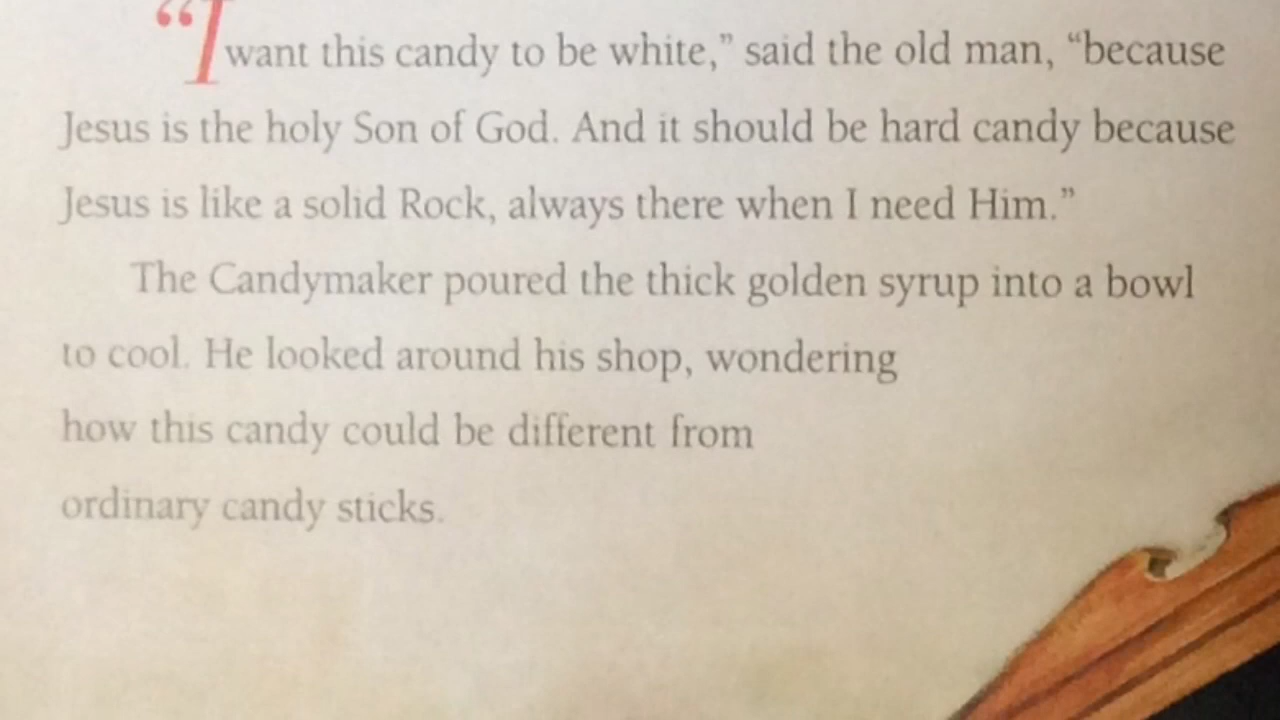 “I want this candy to be white,” said the old man, “because
Jesus is the holy Son of God. And it should be hard candy because
Jesus is like a solid Rock, always there when I need Him.”
The Candymaker poured the thick golden syrup into a bowl
to cool. He looked around his shop, wondering
how this candy could be different from
ordinary candy sticks.